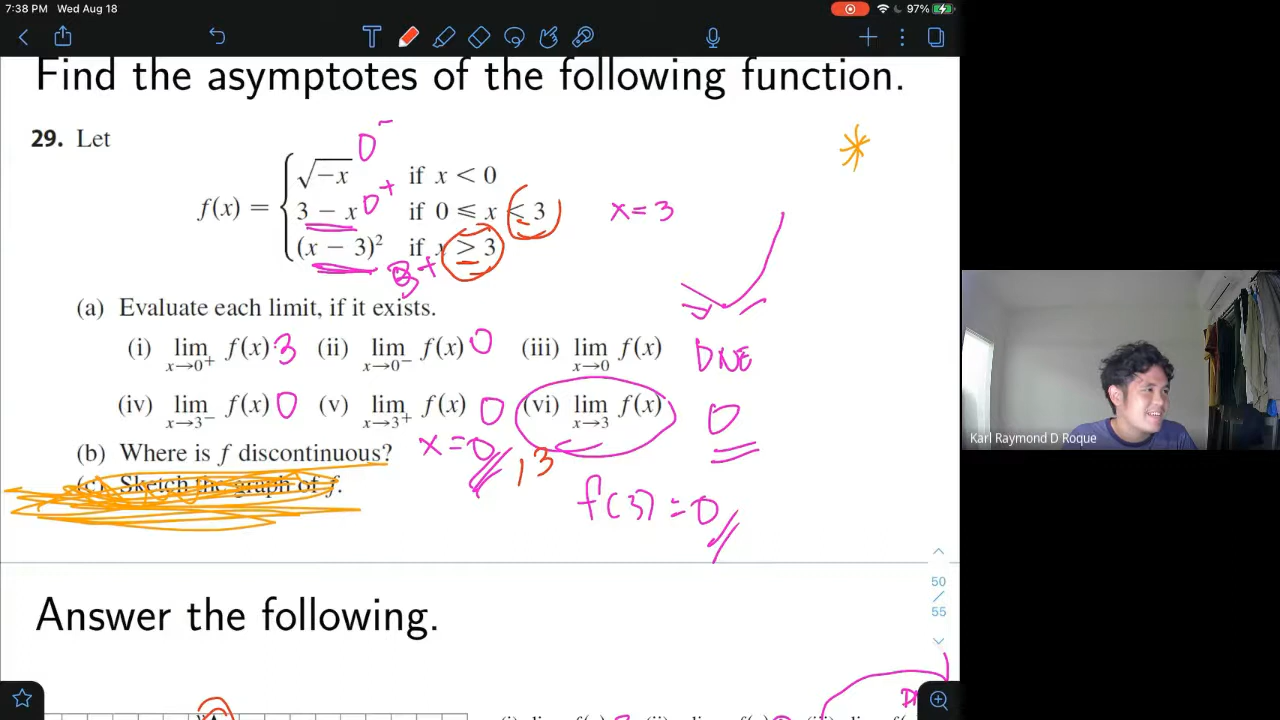 7:38 PM Wed Aug 18
97%
Find the asymptotes of the following function.
29. Let
0⁻
√−x if x < 0
f(x) = { 3 − x 0⁺ if 0 ⩽ x < 3 x = 3
(x − 3)² if x ≥ 3
3⁺
(a) Evaluate each limit, if it exists.
(i) lim x→0⁺ f(x) 3 (ii) lim x→0⁻ f(x) 0 (iii) lim x→0 f(x) DNE
(iv) lim x→3⁻ f(x) 0 (v) lim x→3⁺ f(x) 0 (vi) lim x→3 f(x) 0
(b) Where is f discontinuous? x = 0, 3
(c) Sketch the graph of f.
f(3) = 0
Karl Raymond D Roque
50
/
55
Answer the following.